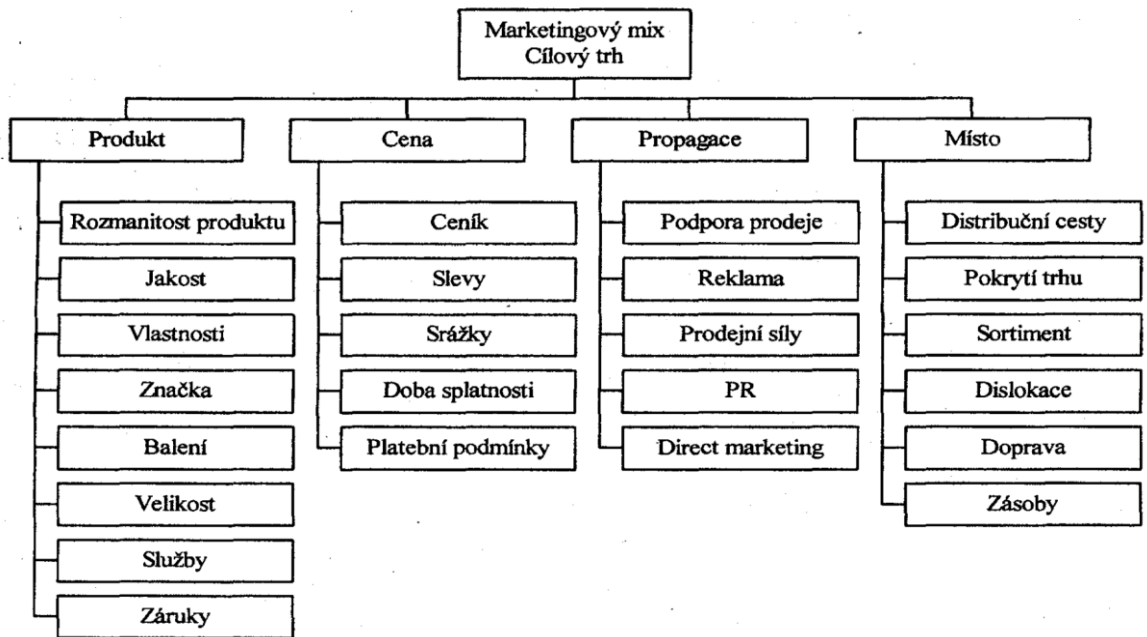 Marketingový mix
Cílový trh
Produkt
Cena
Propagace
Místo
Rozmanitost produktu
Jakost
Vlastnosti
Značka
Balení
Velikost
Služby
Záruky
Ceník
Slevy
Srážky
Doba splatnosti
Platební podmínky
Podpora prodeje
Reklama
Prodejní síly
PR
Direct marketing
Distribuční cesty
Pokrytí trhu
Sortiment
Dislokace
Doprava
Zásoby